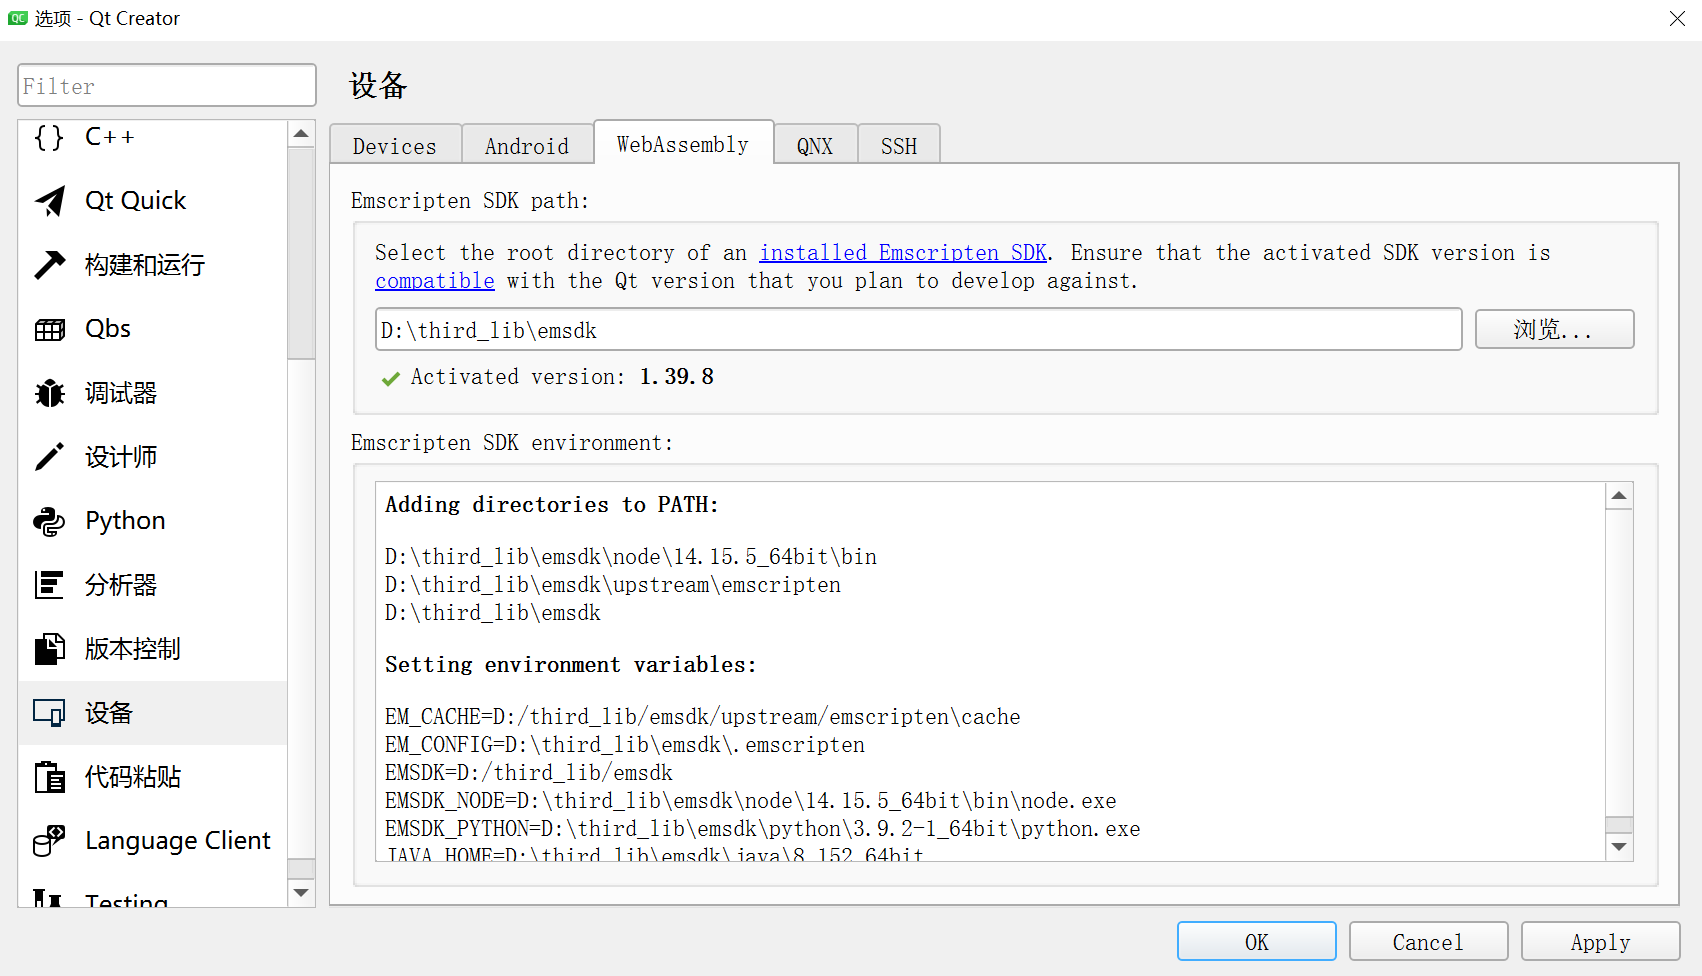 选项 - Qt Creator
Filter
C++
Qt Quick
构建和运行
Qbs
调试器
设计师
Python
分析器
版本控制
设备
代码粘贴
Language Client
Testing
设备
Devices
Android
WebAssembly
QNX
SSH
Emscripten SDK path:
Select the root directory of an installed Emscripten SDK. Ensure that the activated SDK version is
compatible with the Qt version that you plan to develop against.
D:\third_lib\emsdk
浏览...
Activated version: 1.39.8
Emscripten SDK environment:
Adding directories to PATH:
D:\third_lib\emsdk\node\14.15.5_64bit\bin
D:\third_lib\emsdk\upstream\emscripten
D:\third_lib\emsdk
Setting environment variables:
EM_CACHE=D:/third_lib/emsdk/upstream/emscripten\cache
EM_CONFIG=D:\third_lib\emsdk\.emscripten
EMSDK=D:/third_lib/emsdk
EMSDK_NODE=D:\third_lib\emsdk\node\14.15.5_64bit\bin\node.exe
EMSDK_PYTHON=D:\third_lib\emsdk\python\3.9.2-1_64bit\python.exe
JAVA_HOME=D:\third_lib\emsdk\java\8_152_64bit
OK
Cancel
Apply